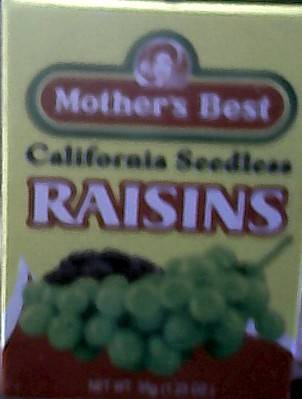 Mother's Best
California Seedless
RAISINS
NET WT.